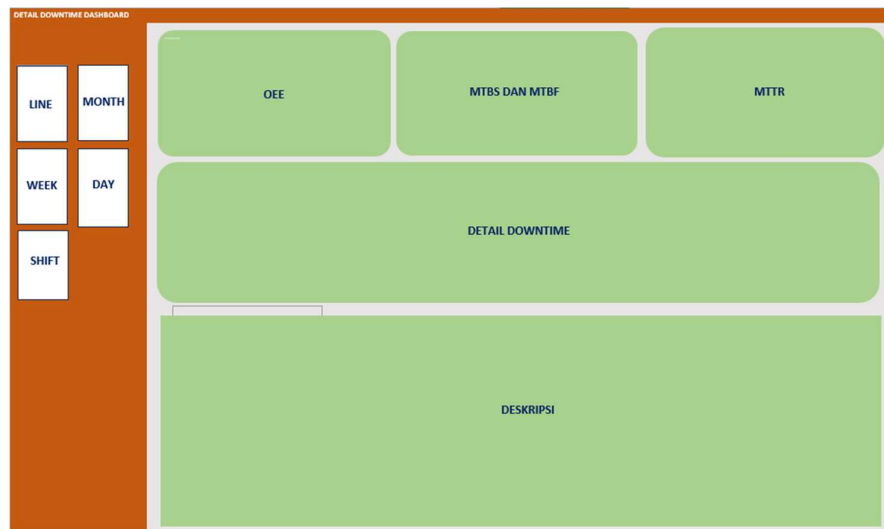 DETAIL DOWNTIME DASHBOARD
LINE
MONTH
WEEK
DAY
SHIFT
OEE
MTBS DAN MTBF
MTTR
DETAIL DOWNTIME
DESKRIPSI